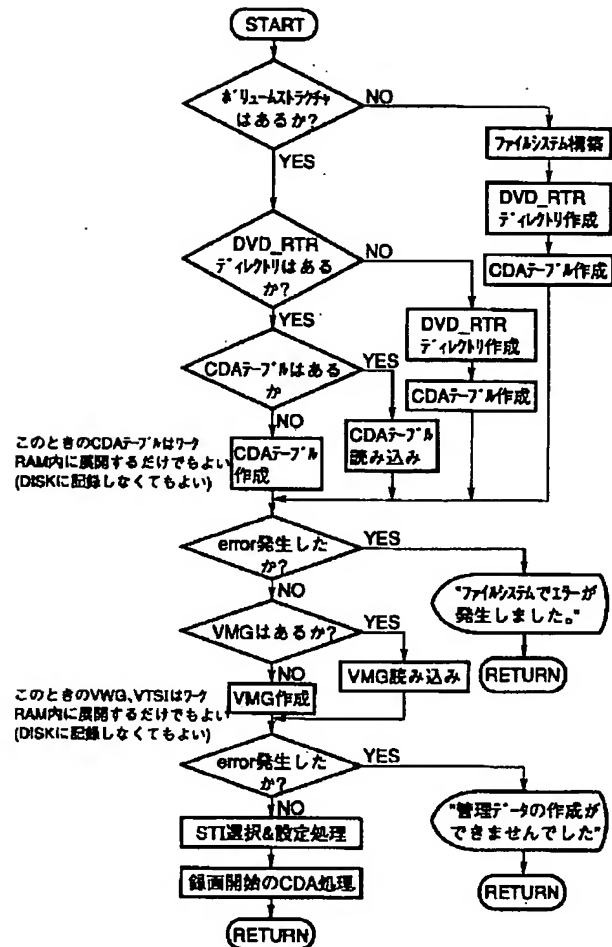 START
ボリュームストラクチャ
はあるか?
NO
YES
ファイルシステム構築
DVD_RTR
ディレクトリ作成
CDAテーブル作成
DVD_RTR
ディレクトリはある
か?
NO
YES
DVD_RTR
ディレクトリ作成
CDAテーブル作成
CDAテーブルはある
か
YES
NO
CDAテーブル
読み込み
CDAテーブル
作成
このときのCDAテーブルはワーク
RAM内に展開するだけでもよい
(DISKに記録しなくてもよい)
error発生した
か?
YES
NO
"ファイルシステムでエラーが
発生しました。"
RETURN
VMGはあるか?
YES
NO
VMG読み込み
VMG作成
このときのVWG、VTSIはワーク
RAM内に展開するだけでもよい
(DISKに記録しなくてもよい)
error発生した
か?
YES
NO
"管理データの作成が
できませんでした"
RETURN
STI選択&設定処理
録画開始のCDA処理
RETURN